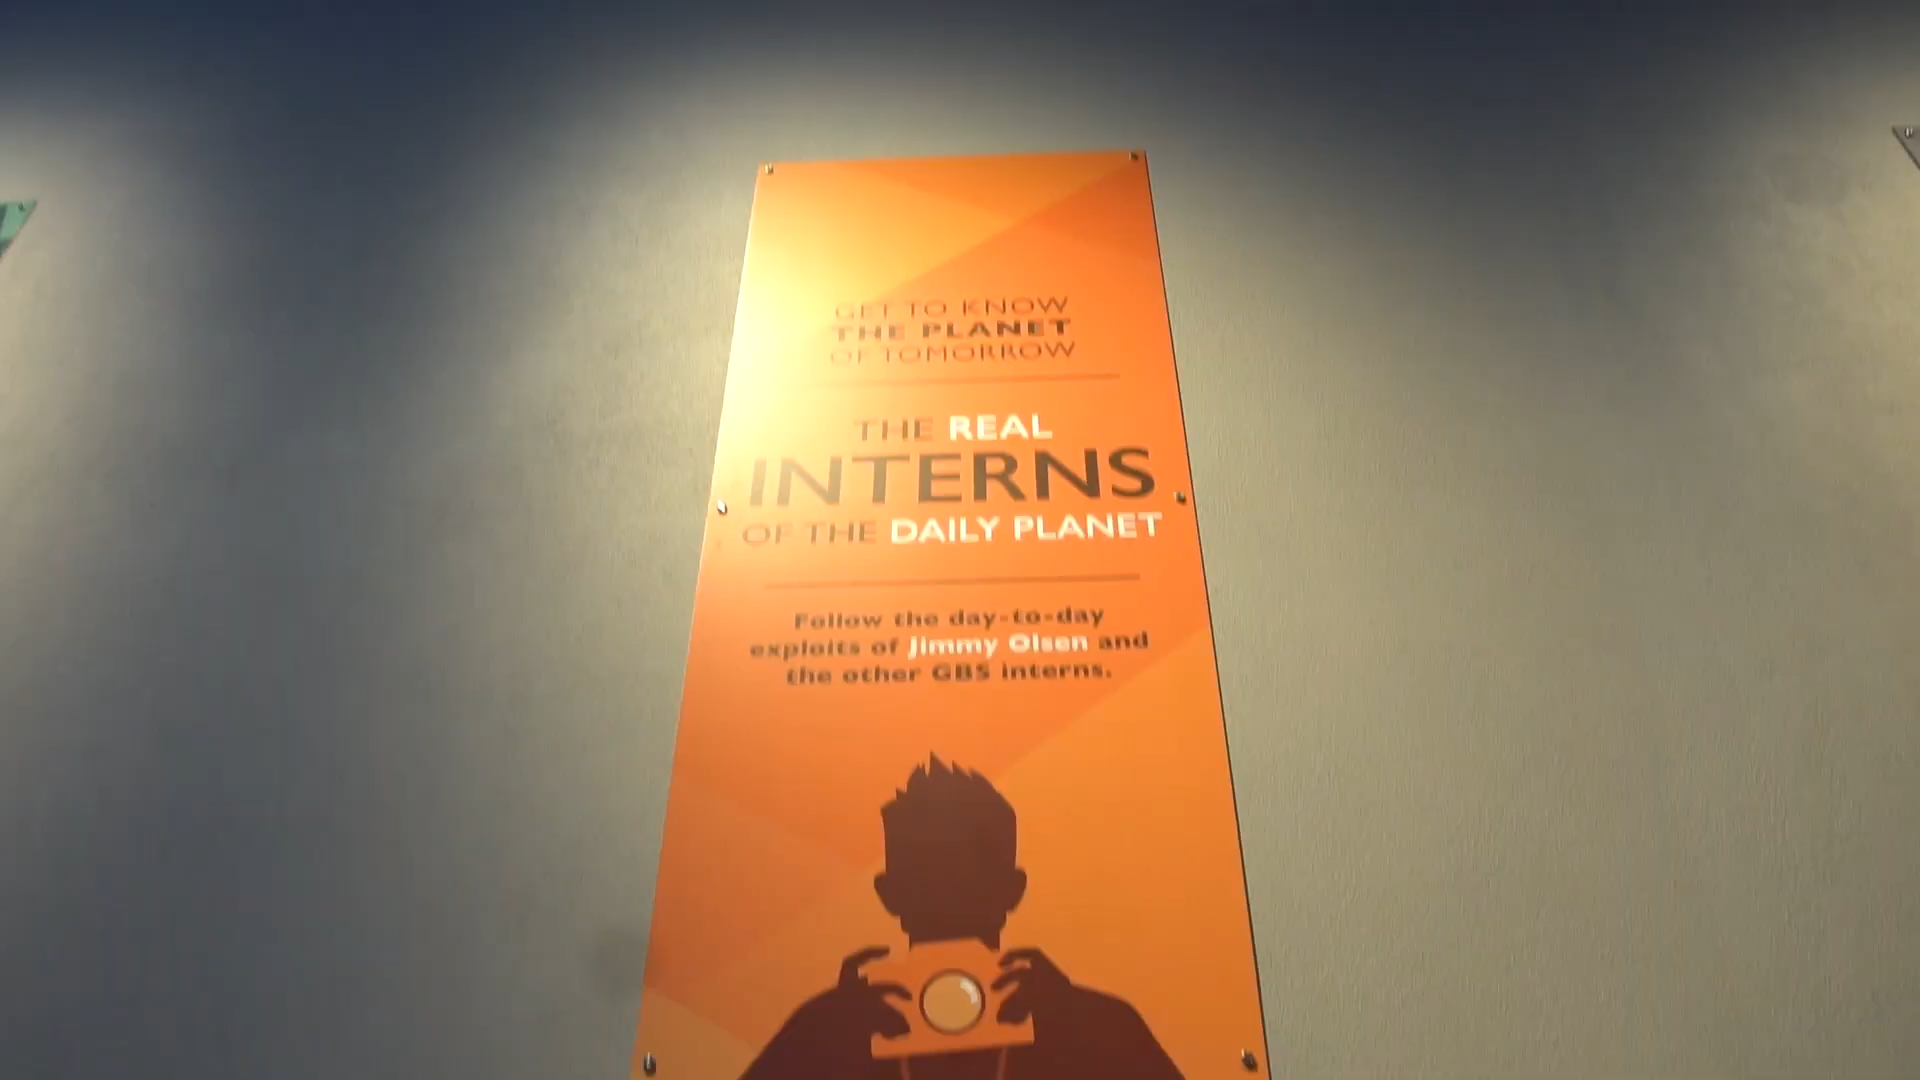 GET TO KNOW
THE PLANET
OF TOMORROW
THE REAL
INTERNS
OF THE DAILY PLANET
Follow the day-to-day
exploits of Jimmy Olsen and
the other GBS interns.